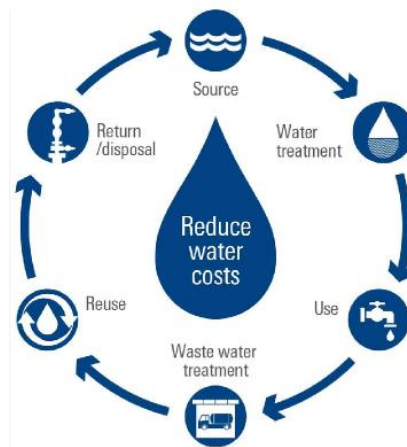 Source
Water
treatment
Use
Waste water
treatment
Reuse
Return
/disposal
Reduce
water
costs